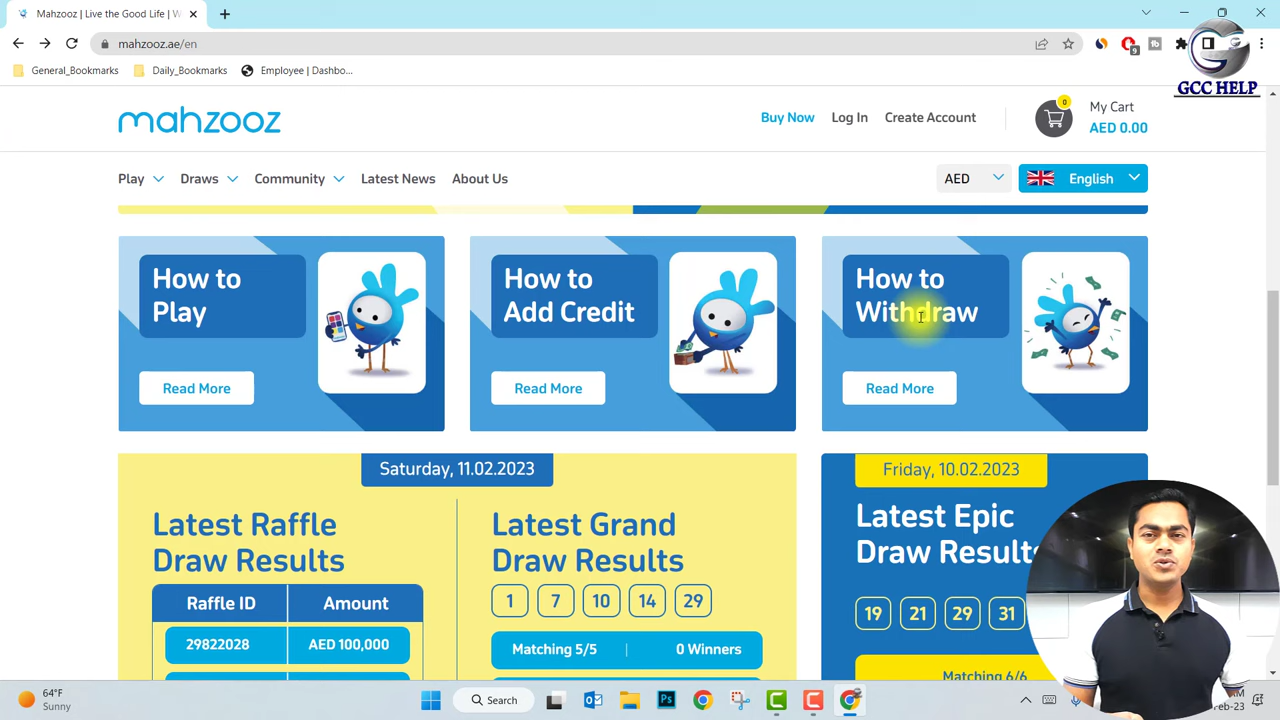 Mahzooz | Live the Good Life | W
mahzooz.ae/en
9
General_Bookmarks
Daily_Bookmarks
Employee | Dashbo...
GCC HELP
mahzooz
Buy Now
Log In
Create Account
0
My Cart
AED 0.00
Play
Draws
Community
Latest News
About Us
AED
English
How to
Play
Read More
How to
Add Credit
Read More
How to
Withdraw
Read More
Saturday, 11.02.2023
Latest Raffle
Draw Results
Raffle ID
Amount
29822028
AED 100,000
Latest Grand
Draw Results
1
7
10
14
29
Matching 5/5
0 Winners
Friday, 10.02.2023
Latest Epic
Draw Results
19
21
29
31
Matching 6/6
64°F
Sunny
Search